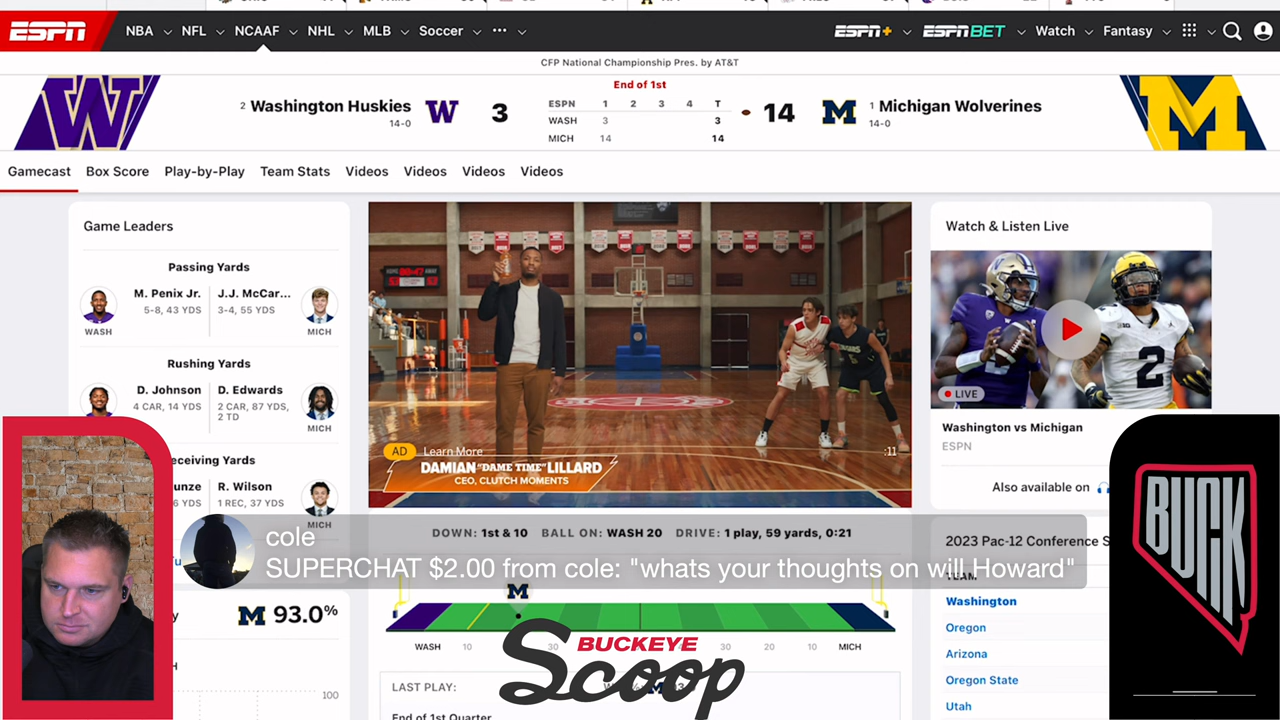 ESPN NBA NFL NCAAF NHL MLB Soccer ••• ESPN+ ESPN BET Watch Fantasy
CFP National Championship Pres. by AT&T
End of 1st
2 Washington Huskies W 3
14-0
ESPN 1 2 3 4 T
WASH 3 3
MICH 14 14
14 M 1 Michigan Wolverines
14-0
W
M
Gamecast Box Score Play-by-Play Team Stats Videos Videos Videos Videos
Game Leaders
Passing Yards
M. Penix Jr. J.J. McCar...
5-8, 43 YDS 3-4, 55 YDS
WASH MICH
Rushing Yards
D. Johnson D. Edwards
4 CAR, 14 YDS 2 CAR, 87 YDS,
2 TD
MICH
eceiving Yards
unze R. Wilson
6 YDS 1 REC, 37 YDS
MICH
M 93.0%
100
AD Learn More :11
DAMIAN "DAME TIME" LILLARD
CEO, CLUTCH MOMENTS
DOWN: 1st & 10 BALL ON: WASH 20 DRIVE: 1 play, 59 yards, 0:21
cole
SUPERCHAT $2.00 from cole: "whats your thoughts on will Howard"
M
WASH 10 30 30 20 10 MICH
BUCKEYE
Scoop
LAST PLAY:
End of 1st Quarter
Watch & Listen Live
2
LIVE
Washington vs Michigan
ESPN
Also available on
2023 Pac-12 Conference S
TEAM
Washington
Oregon
Arizona
Oregon State
Utah
BUCK